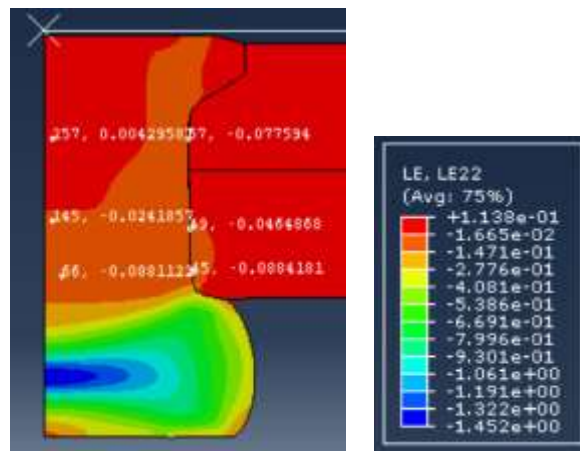 257, 0.00429582
57, -0.077594
145, -0.0241857
49, -0.0464868
66, -0.0881122
45, -0.0884181
LE, LE22
(Avg: 75%)
+1.138e-01
-1.665e-02
-1.471e-01
-2.776e-01
-4.081e-01
-5.386e-01
-6.691e-01
-7.996e-01
-9.301e-01
-1.061e+00
-1.191e+00
-1.322e+00
-1.452e+00